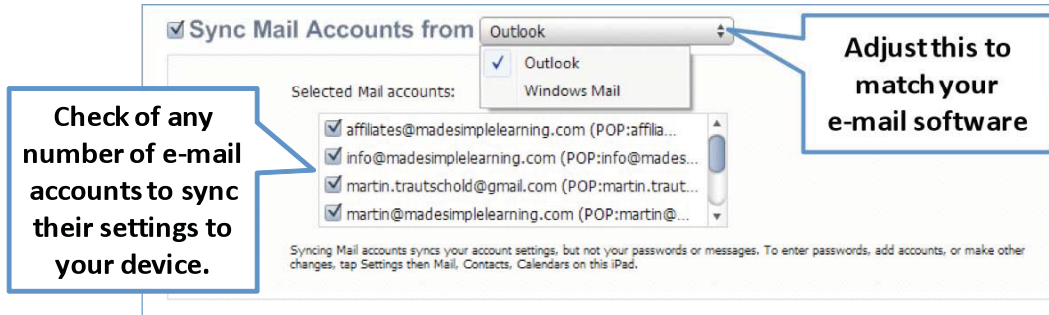 Sync Mail Accounts from Outlook
Outlook
Windows Mail
Selected Mail accounts:
affiliates@madesimplelearning.com (POP:affilia...
info@madesimplelearning.com (POP:info@mades...
martin.trautschold@gmail.com (POP:martin.traut...
martin@madesimplelearning.com (POP:martin@...
Syncing Mail accounts syncs your account settings, but not your passwords or messages. To enter passwords, add accounts, or make other
changes, tap Settings then Mail, Contacts, Calendars on this iPad.
Check of any
number of e-mail
accounts to sync
their settings to
your device.
Adjust this to
match your
e-mail software